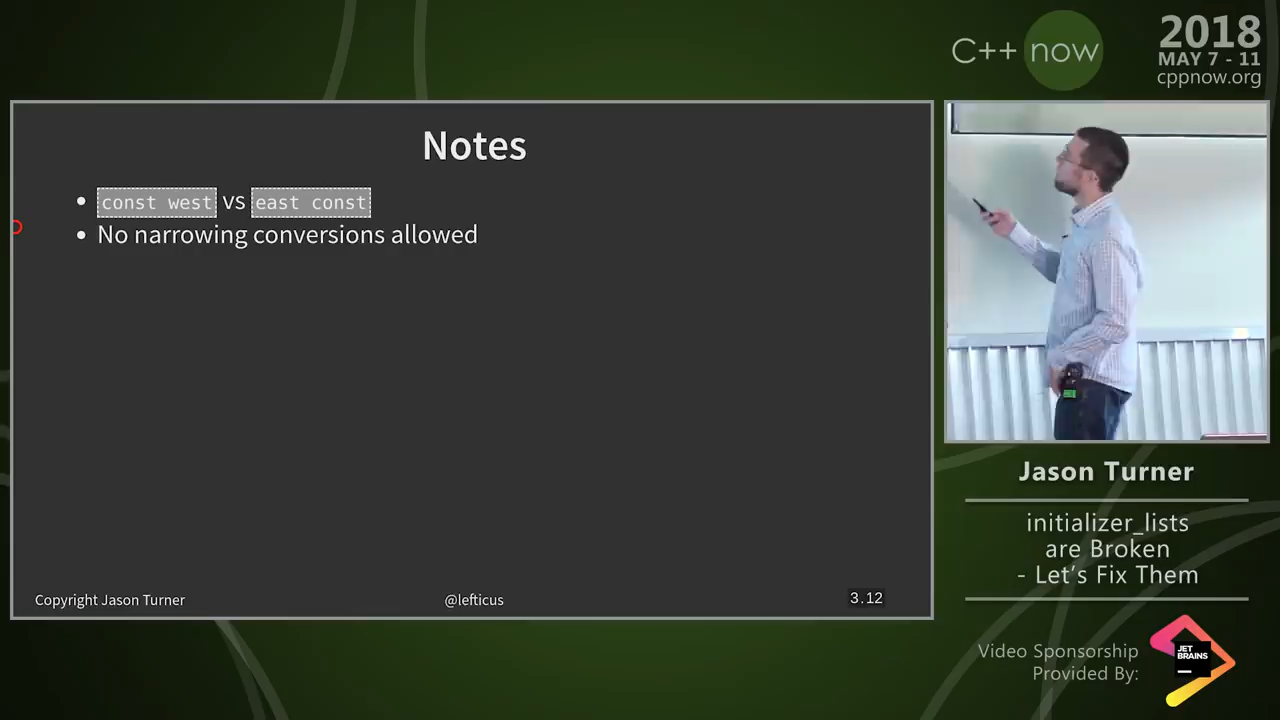 C++ now
2018
MAY 7 - 11
cppnow.org
Notes
• const west vs east const
• No narrowing conversions allowed
Copyright Jason Turner
@lefticus
3.12
Jason Turner
initializer_lists
are Broken
- Let's Fix Them
Video Sponsorship
Provided By:
JET
BRAINS